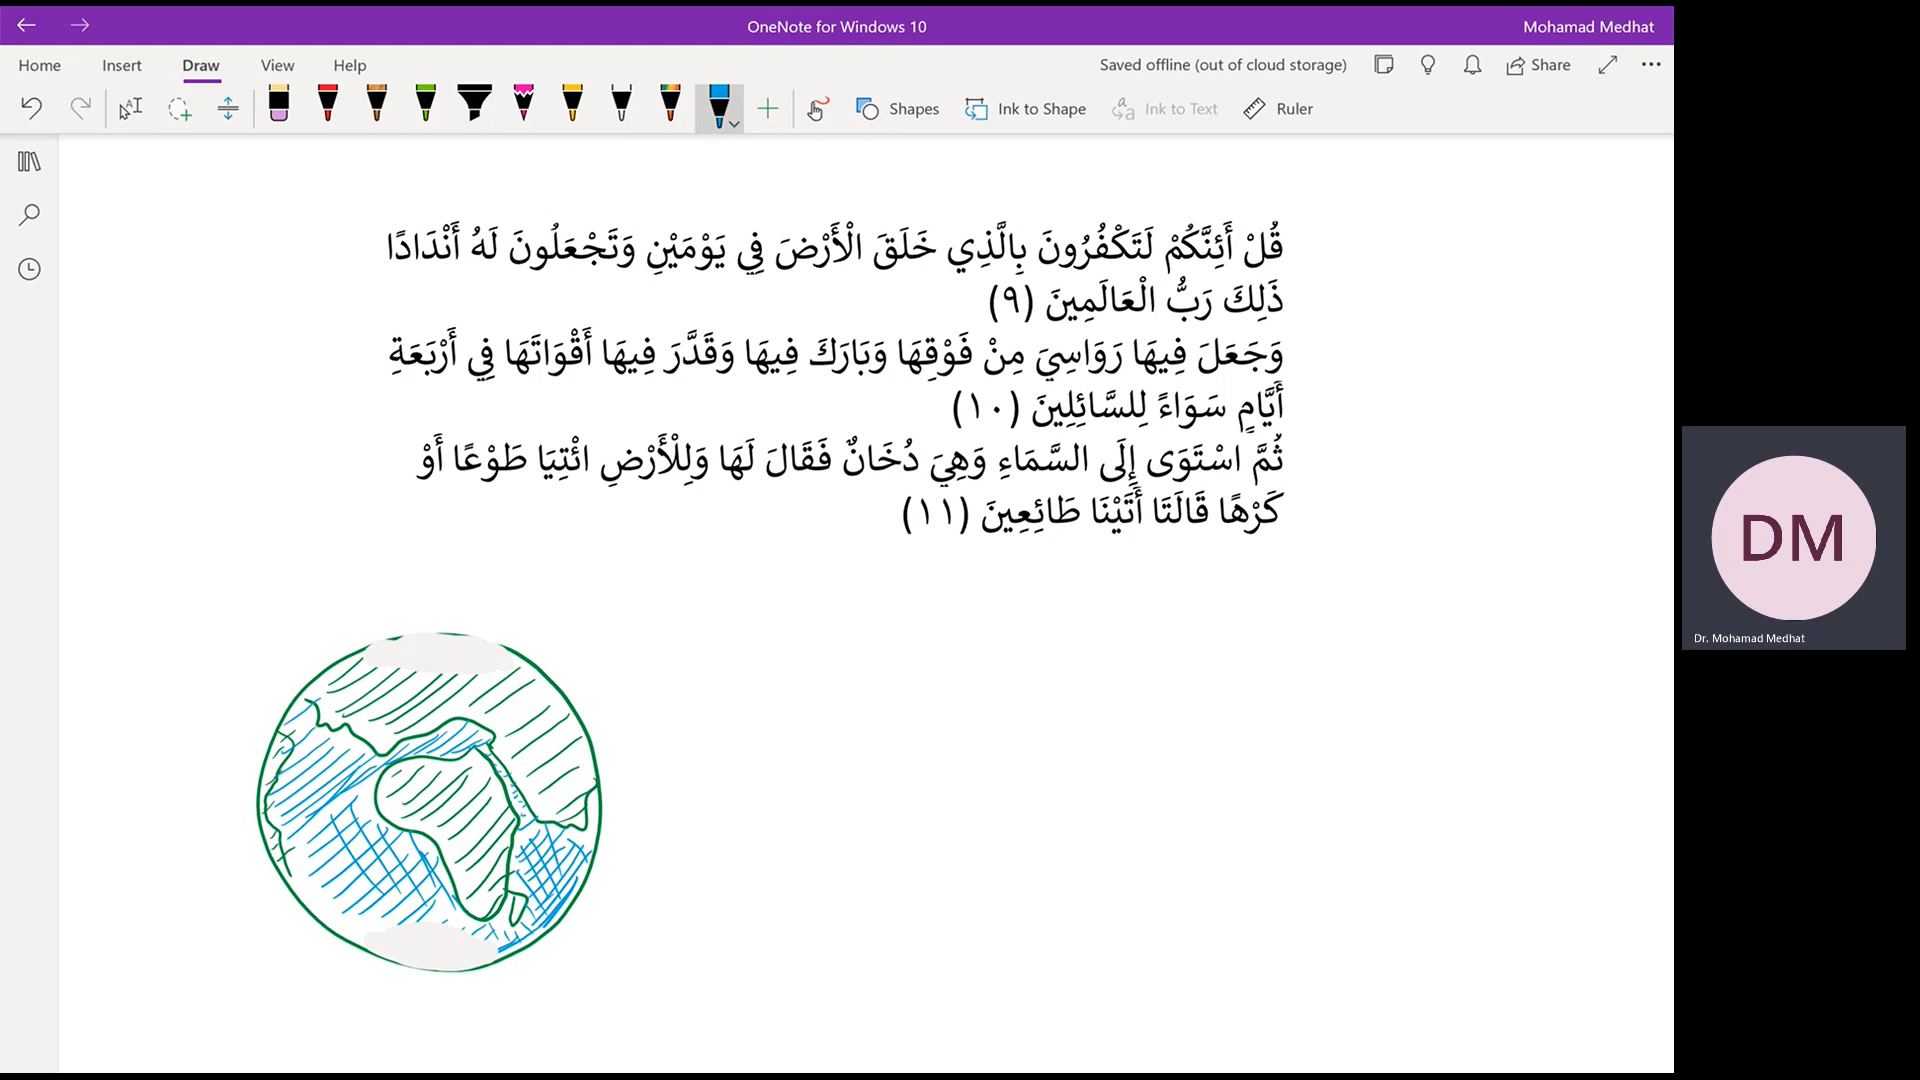 OneNote for Windows 10
Mohamad Medhat
Home Insert Draw View Help
Saved offline (out of cloud storage)
Share
Shapes
Ink to Shape
Ink to Text
Ruler
قُلْ أَئِنَّكُمْ لَتَكْفُرُونَ بِالَّذِي خَلَقَ الْأَرْضَ فِي يَوْمَيْنِ وَتَجْعَلُونَ لَهُ أَنْدَادًا
ذَلِكَ رَبُّ الْعَالَمِينَ (٩)
وَجَعَلَ فِيهَا رَوَاسِيَ مِنْ فَوْقِهَا وَبَارَكَ فِيهَا وَقَدَّرَ فِيهَا أَقْوَاتَهَا فِي أَرْبَعَةِ
أَيَّامٍ سَوَاءً لِلسَّائِلِينَ (١٠)
ثُمَّ اسْتَوَى إِلَى السَّمَاءِ وَهِيَ دُخَانٌ فَقَالَ لَهَا وَلِلْأَرْضِ ائْتِيَا طَوْعًا أَوْ
كَرْهًا قَالَتَا أَتَيْنَا طَائِعِينَ (١١)
DM
Dr. Mohamad Medhat